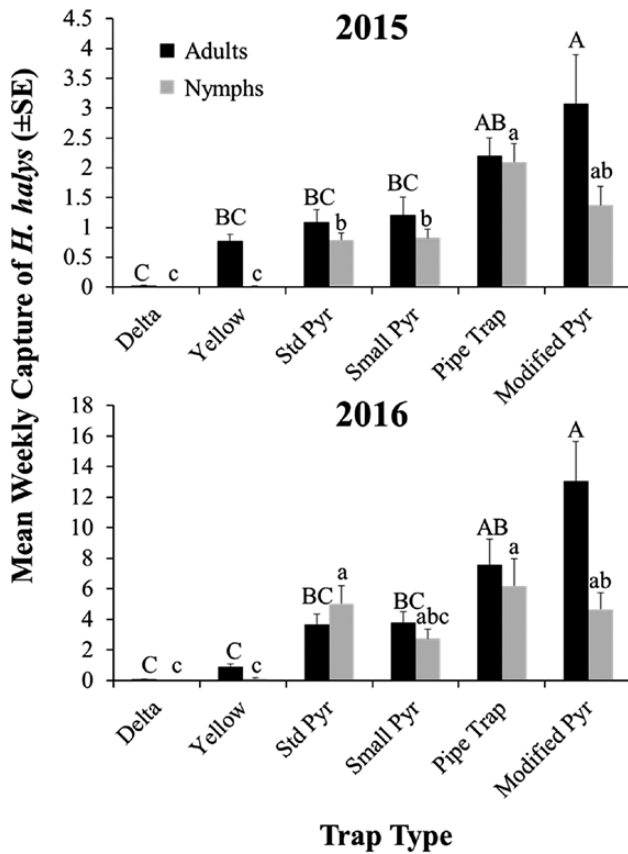 Mean Weekly Capture of H. halys (±SE)
2015
Adults
Nymphs
4.5
4
3.5
3
2.5
2
1.5
1
0.5
0
C c
BC c
BC b
BC b
AB a
A ab
Delta
Yellow
Std Pyr
Small Pyr
Pipe Trap
Modified Pyr
2016
18
16
14
12
10
8
6
4
2
0
C c
C c
BC a
BC abc
AB a
A ab
Delta
Yellow
Std Pyr
Small Pyr
Pipe Trap
Modified Pyr
Trap Type